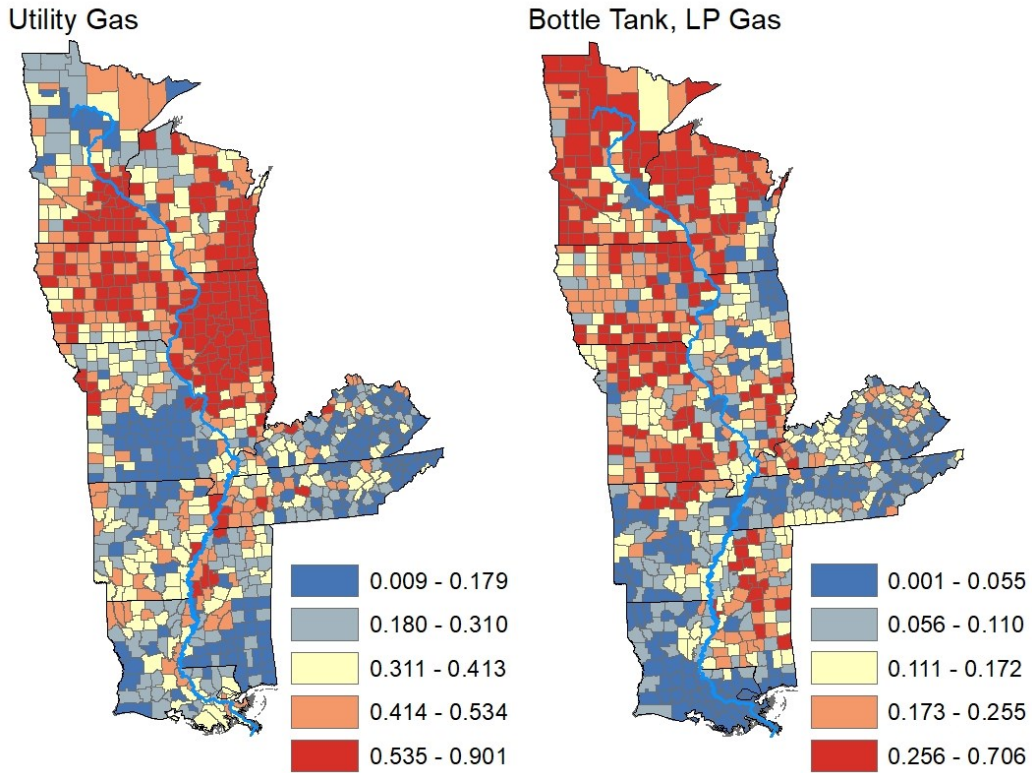 Utility Gas
Bottle Tank, LP Gas
0.009 - 0.179
0.180 - 0.310
0.311 - 0.413
0.414 - 0.534
0.535 - 0.901
0.001 - 0.055
0.056 - 0.110
0.111 - 0.172
0.173 - 0.255
0.256 - 0.706